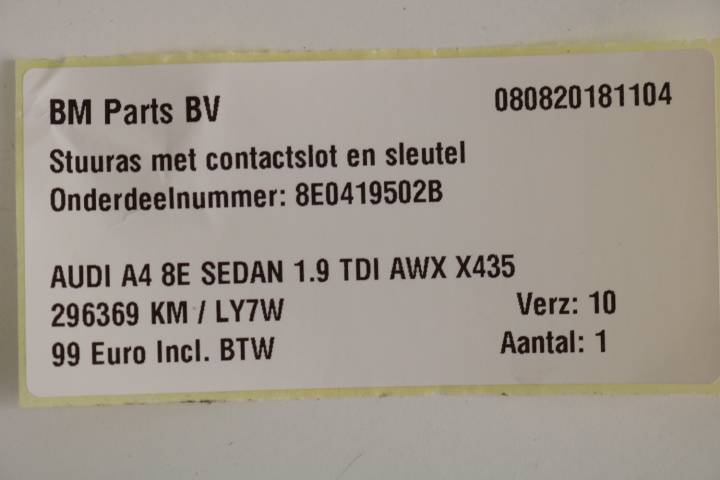 BM Parts BV 080820181104
Stuuras met contactslot en sleutel
Onderdeelnummer: 8E0419502B
AUDI A4 8E SEDAN 1.9 TDI AWX X435
296369 KM / LY7W Verz: 10
99 Euro Incl. BTW Aantal: 1